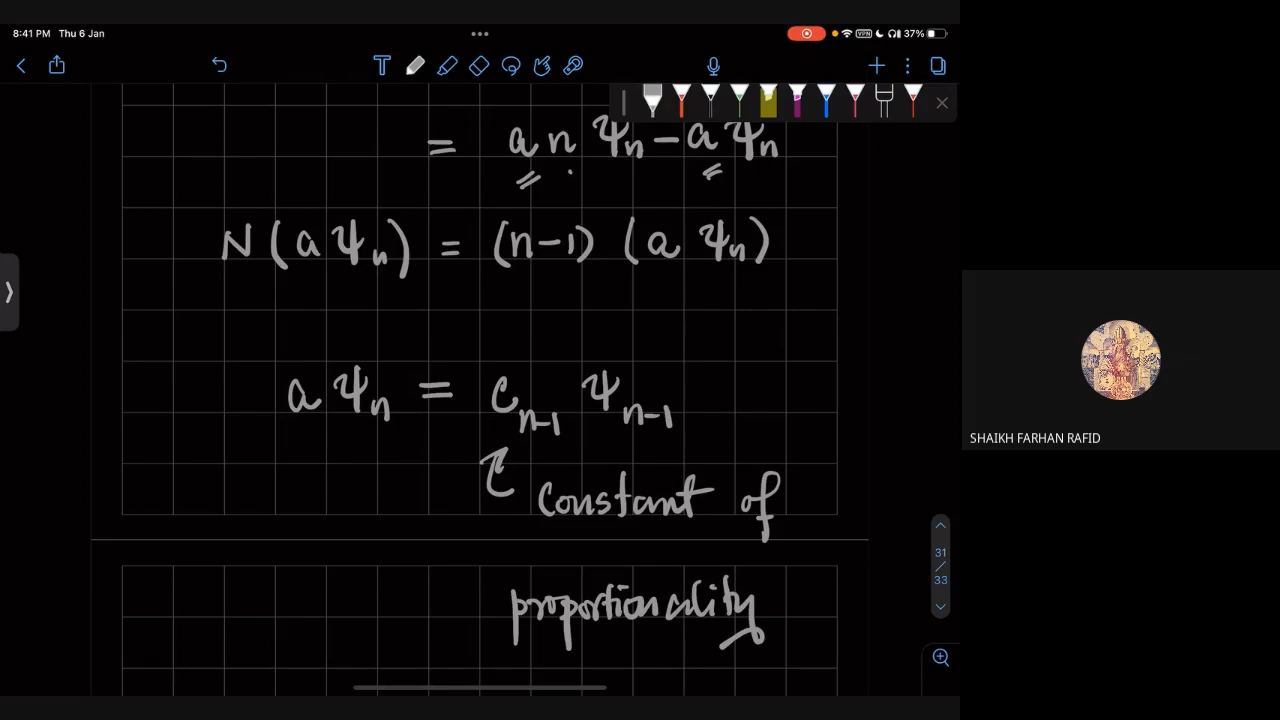 8:41 PM Thu 6 Jan
VPN 37%
= a n Ψn − a Ψn
N (a Ψn) = (n−1) (a Ψn)
a Ψn = Cn−1 Ψn−1
Constant of
proportionality
31
/
33
SHAIKH FARHAN RAFID